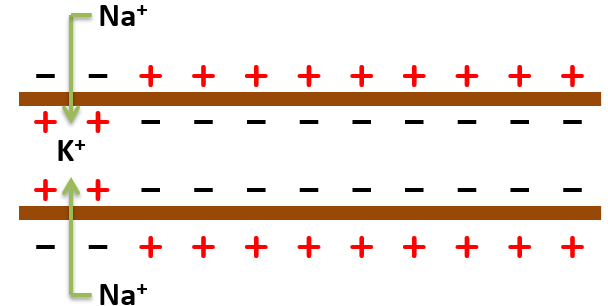 Na⁺
− − + + + + + + + + +
+ + − − − − − − − − −
K⁺
+ + − − − − − − − − −
− − + + + + + + + + +
Na⁺